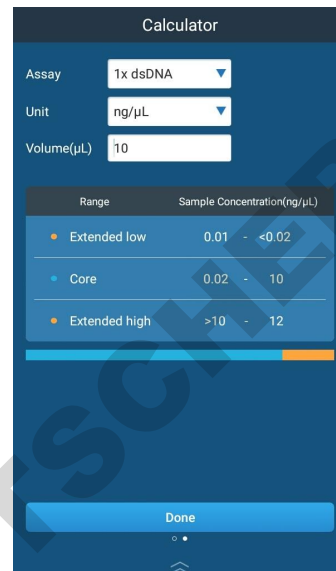 Calculator
Assay 1x dsDNA
Unit ng/µL
Volume(µL) 10
Range Sample Concentration(ng/µL)
Extended low 0.01 - <0.02
Core 0.02 - 10
Extended high >10 - 12
Done
TSCHER